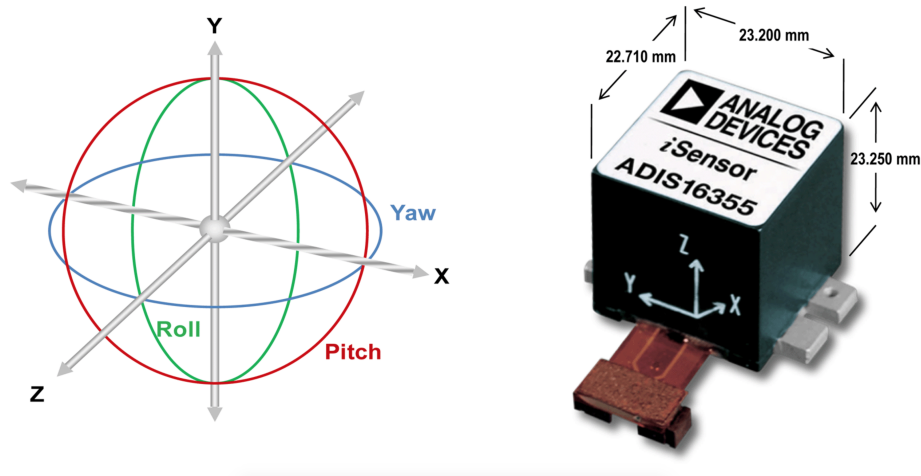 Y
Yaw
X
Roll
Pitch
Z
23.200 mm
22.710 mm
23.250 mm
ANALOG
DEVICES
iSensor
ADIS16355
Z
Y
X